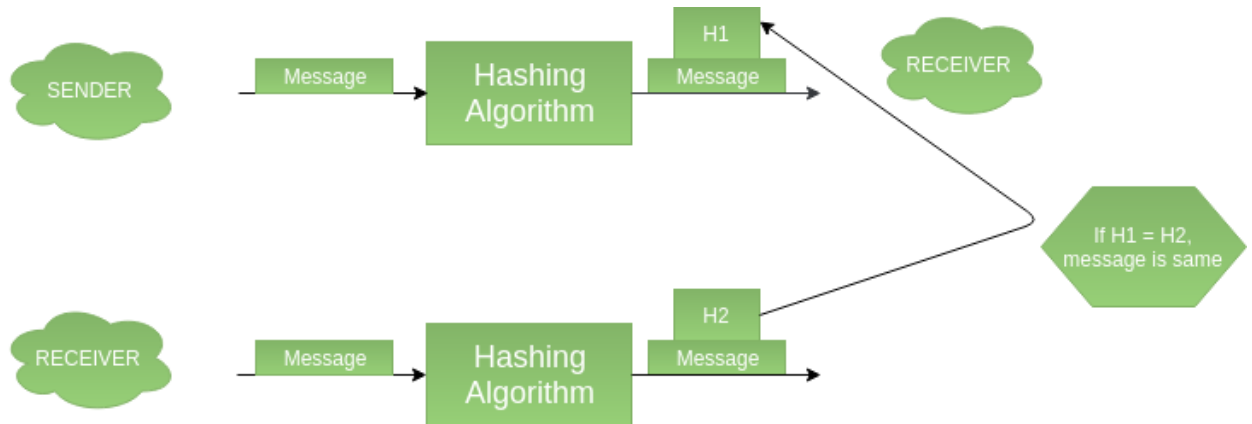 SENDER
Message
Hashing
Algorithm
H1
Message
RECEIVER
If H1 = H2,
message is same
RECEIVER
Message
Hashing
Algorithm
H2
Message